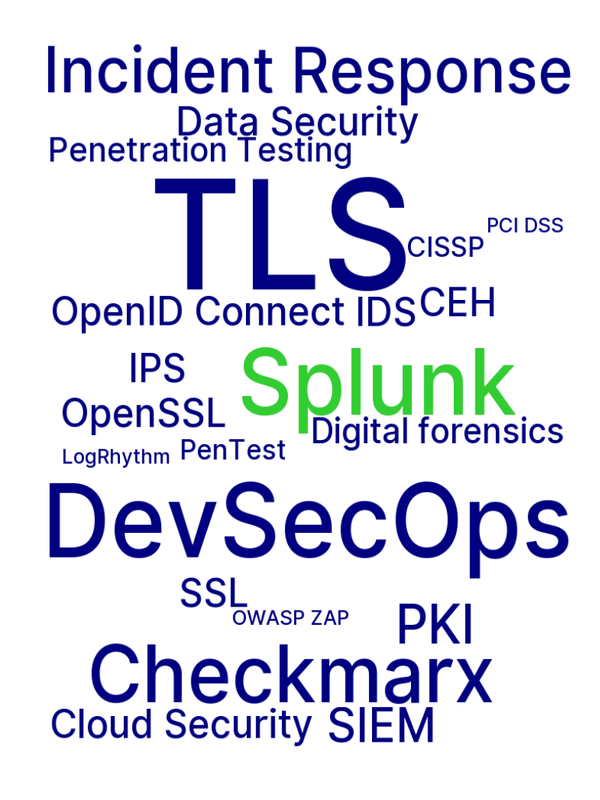 Incident Response
Data Security
Penetration Testing
TLS
PCI DSS
CISSP
OpenID Connect
IDS
CEH
IPS
Splunk
OpenSSL
Digital forensics
LogRhythm
PenTest
DevSecOps
SSL
OWASP ZAP
PKI
Checkmarx
Cloud Security
SIEM